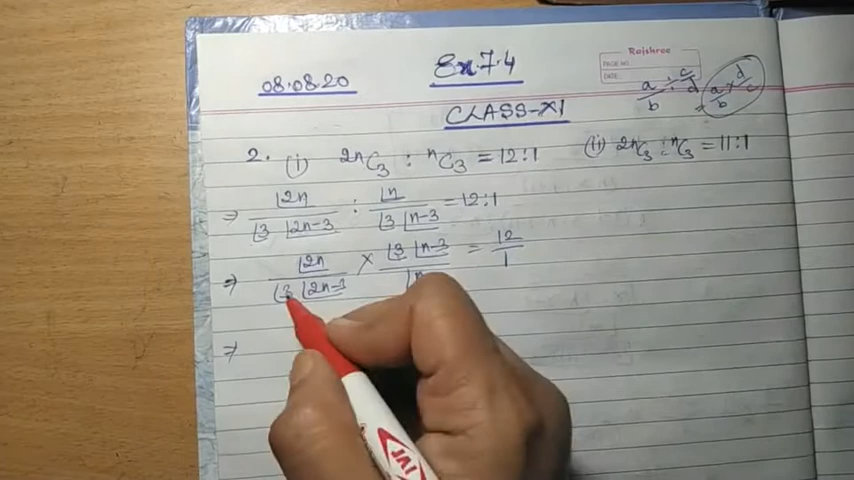 Rajshree
PAGE NO.
DATE:
08.08.20
Ex.7.4
a/b ÷ c/d
a/b × d/c
CLASS-XI
2. (i) 2nC3 : nC3 = 12:1 (ii) 2nC3 : nC3 = 11:1
⇒ |2n / |3 |2n-3 : |n / |3 |n-3 = 12:1
⇒ |2n / |3 |2n-3 × |3 |n-3 / |n = 12/1
⇒
JVI